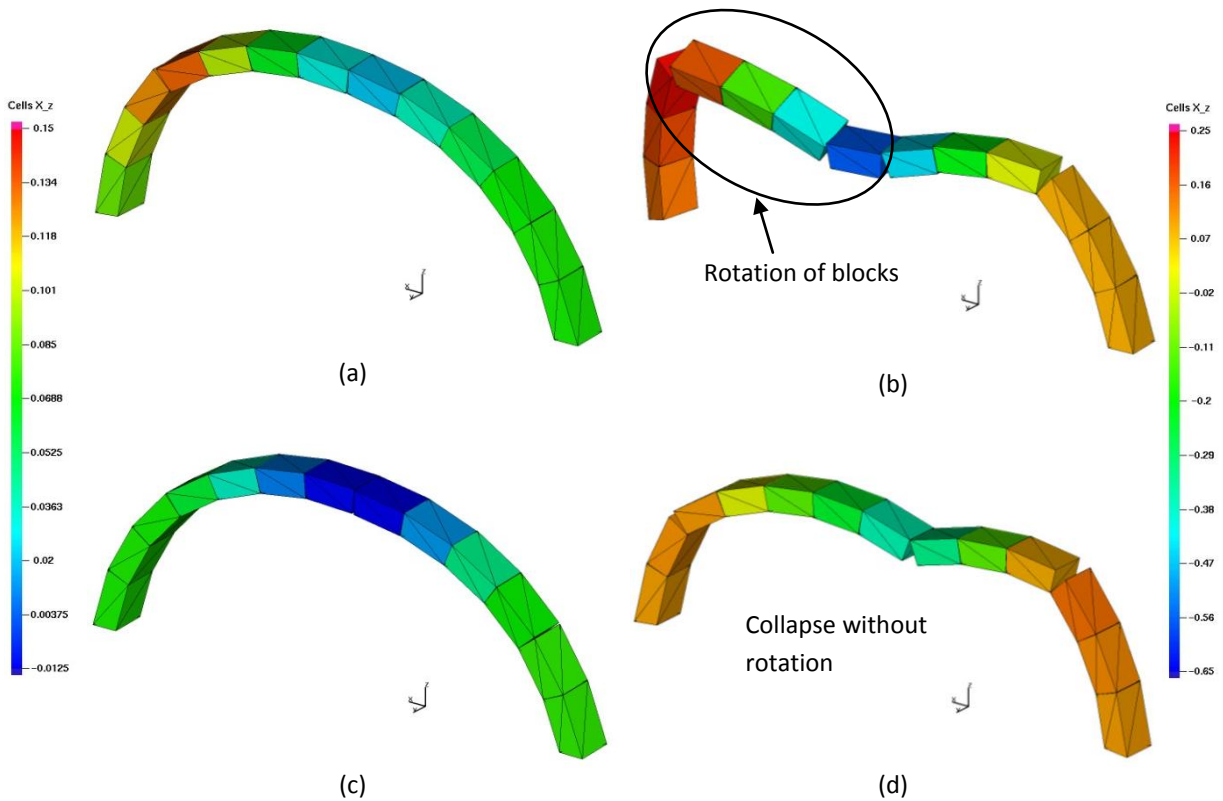 Cells X_z
0.15
0.134
0.118
0.101
0.085
0.0688
0.0525
0.0363
0.02
0.00375
-0.0125
Rotation of blocks
z
x
y
z
x
y
(a)
(b)
Cells X_z
0.25
0.16
0.07
-0.02
-0.11
-0.2
-0.29
-0.38
-0.47
-0.56
-0.65
Collapse without
rotation
z
x
y
z
x
y
(c)
(d)